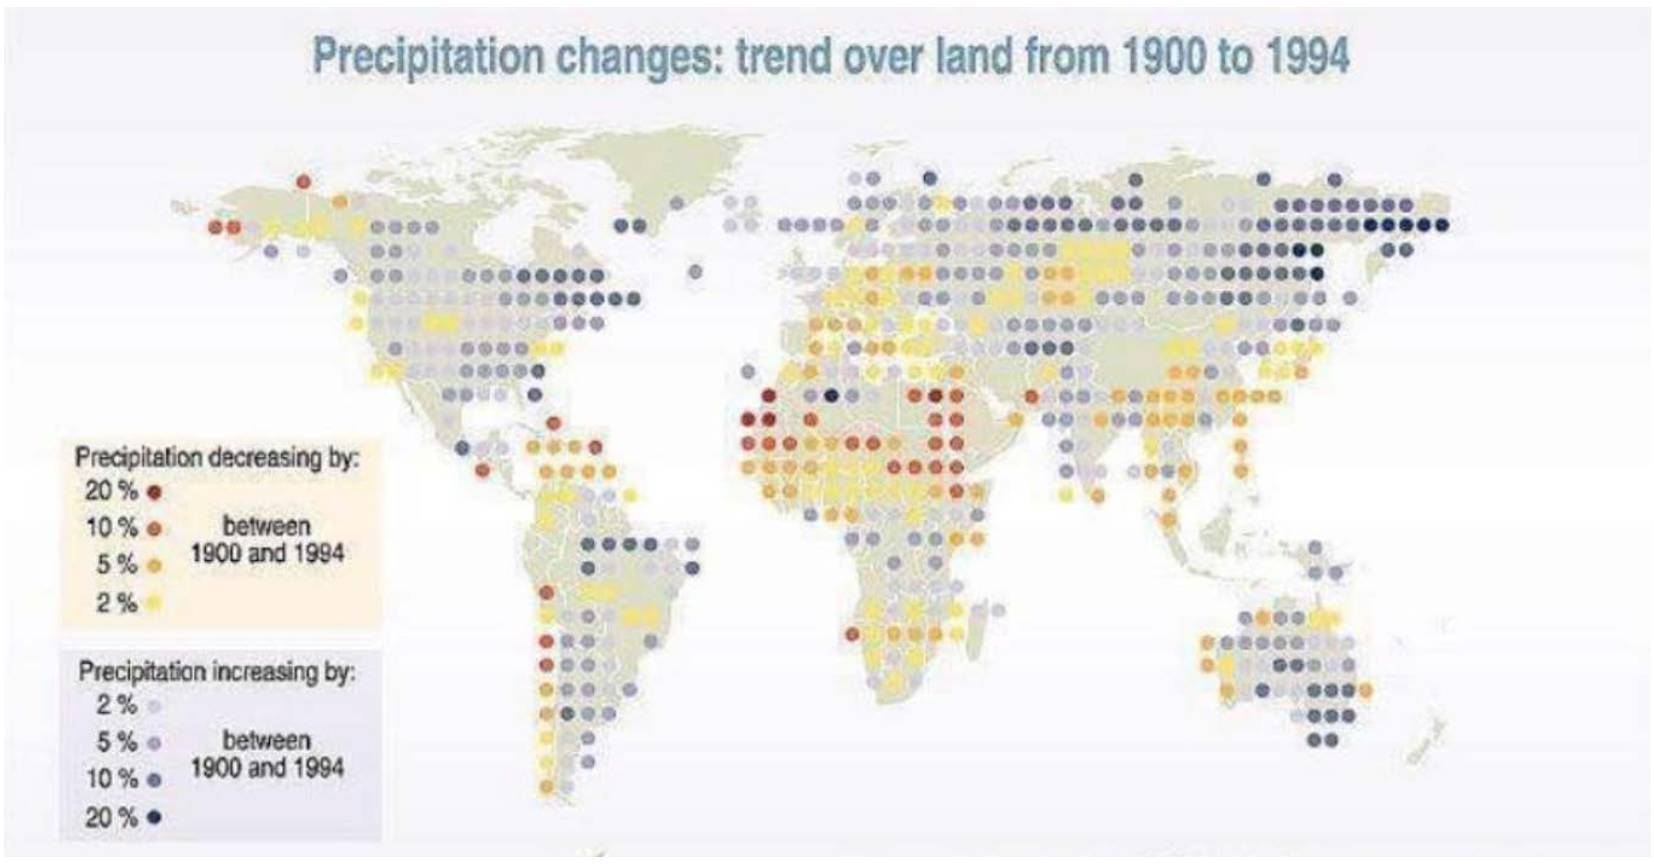 Precipitation changes: trend over land from 1900 to 1994
Precipitation decreasing by:
20 %
10 %
5 %
2 %
between
1900 and 1994
Precipitation increasing by:
2 %
5 %
10 %
20 %
between
1900 and 1994